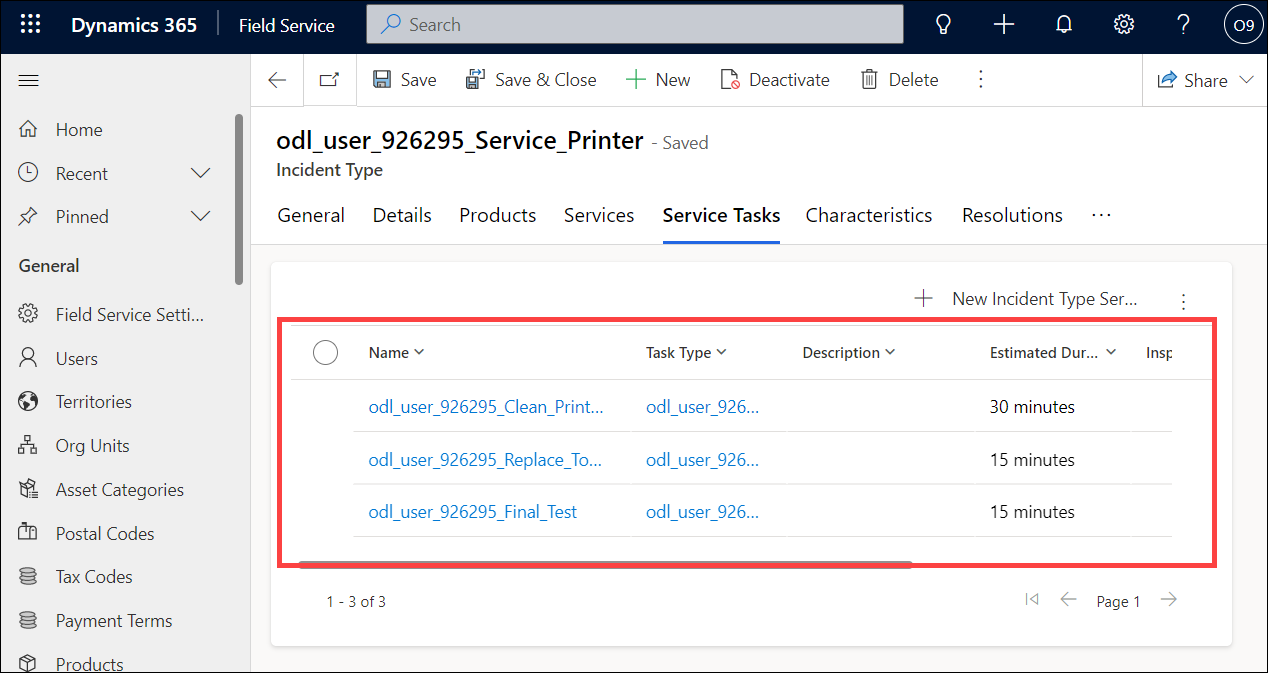 Dynamics 365 Field Service Search O9
Save Save & Close New Deactivate Delete Share
odl_user_926295_Service_Printer - Saved
Incident Type
General Details Products Services Service Tasks Characteristics Resolutions ···
Home
Recent
Pinned
General
Field Service Setti...
Users
Territories
Org Units
Asset Categories
Postal Codes
Tax Codes
Payment Terms
Products
New Incident Type Ser...
Name Task Type Description Estimated Dur... Insp
odl_user_926295_Clean_Print... odl_user_926... 30 minutes
odl_user_926295_Replace_To... odl_user_926... 15 minutes
odl_user_926295_Final_Test odl_user_926... 15 minutes
1 - 3 of 3 Page 1